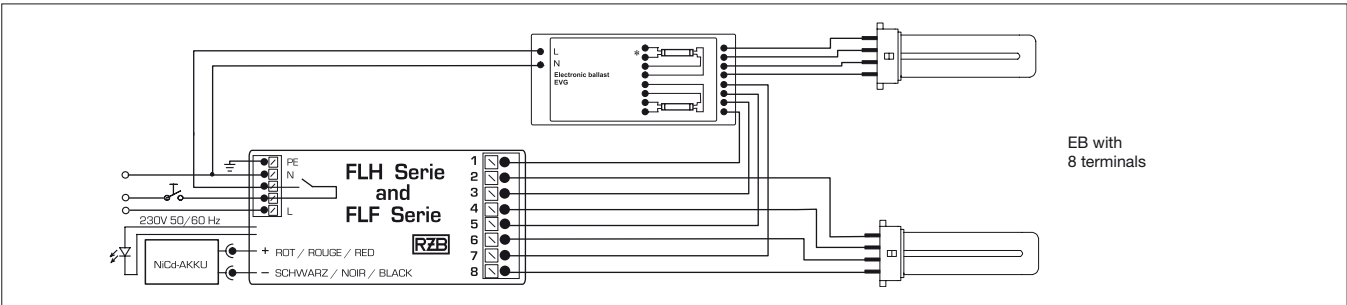 L
N
*
Electronic ballast
EVG
EB with
8 terminals
PE
N
L
FLH Serie
and
FLF Serie
RZB
1
2
3
4
5
6
7
8
230V 50/60 Hz
NiCd-AKKU
+ ROT / ROUGE / RED
− SCHWARZ / NOIR / BLACK